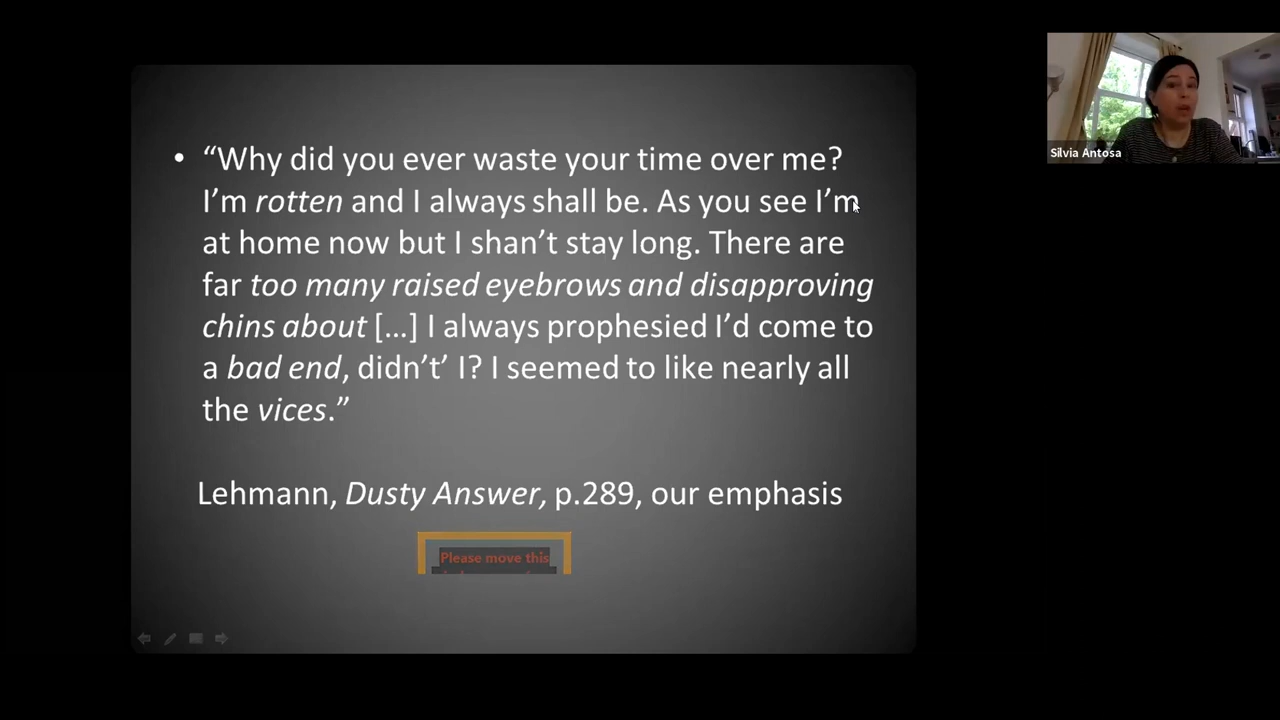 • “Why did you ever waste your time over me?
I’m rotten and I always shall be. As you see I’m
at home now but I shan’t stay long. There are
far too many raised eyebrows and disapproving
chins about [...] I always prophesied I’d come to
a bad end, didn’t’ I? I seemed to like nearly all
the vices.”
Lehmann, Dusty Answer, p.289, our emphasis
Please move this
Silvia Antosa